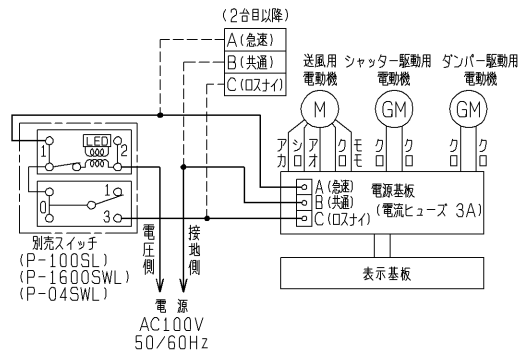 (2台目以降)
A(急速)
B(共通)
C(ロスナイ)
送風用
電動機
シャッター駆動用
電動機
ダンパー駆動用
電動機
M
GM
GM
アカ
シロ
アオ
クロ
モモ
クロ
クロ
クロ
クロ
LED
1
2
0
1
3
A(急速)
B(共通)
C(ロスナイ)
電源基板
(電流ヒューズ 3A)
表示基板
別売スイッチ
(P-100SL)
(P-1600SWL)
(P-04SWL)
電圧側
接地側
電 源
AC100V
50/60Hz